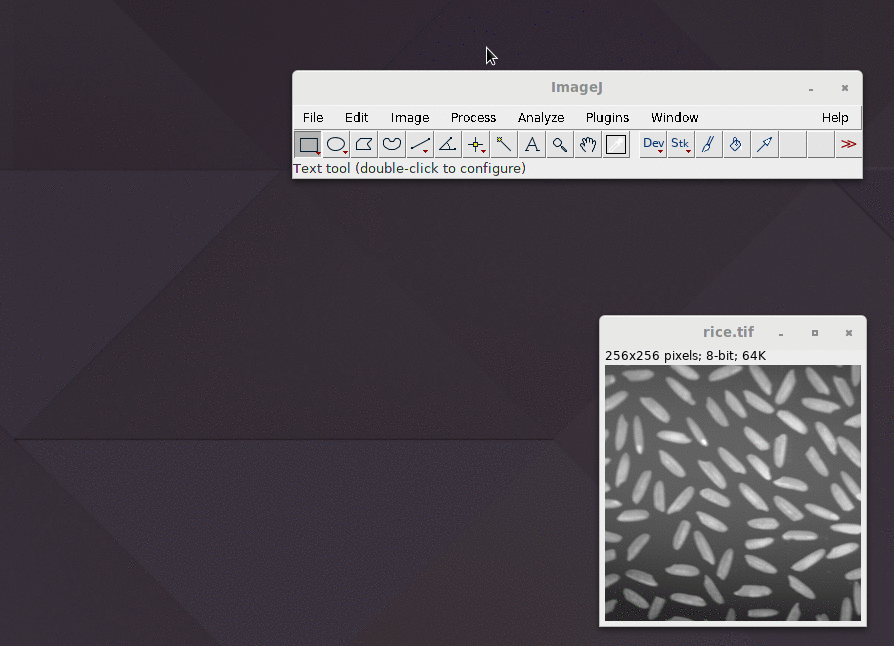 ImageJ
File Edit Image Process Analyze Plugins Window Help
A Dev Stk >>
Text tool (double-click to configure)
rice.tif
256x256 pixels; 8-bit; 64K